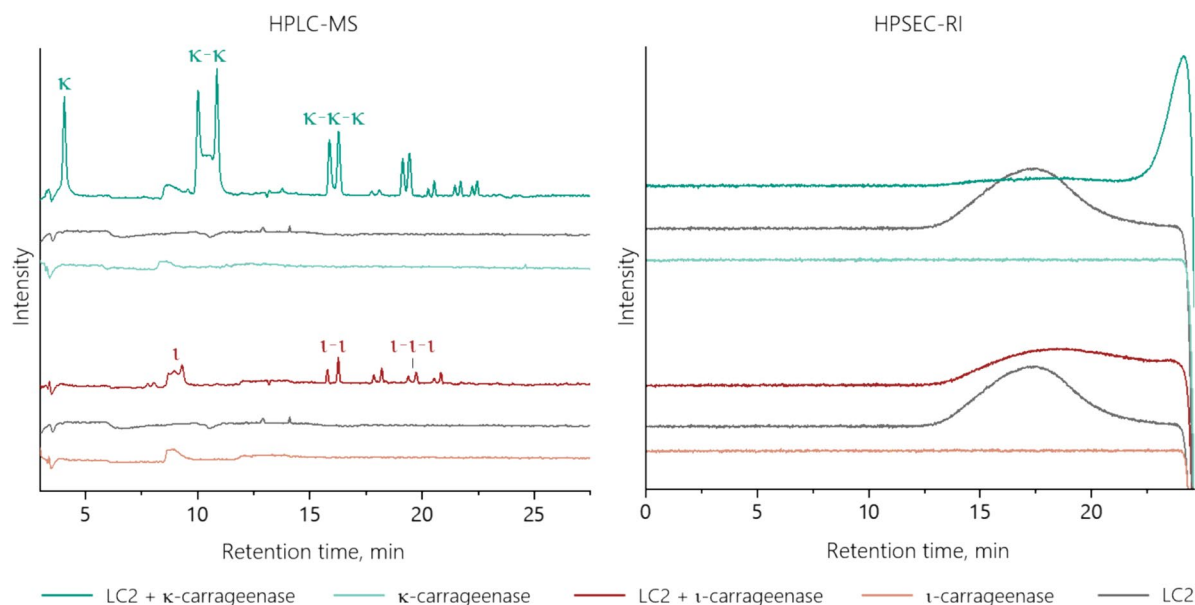 HPLC-MS
HPSEC-RI
κ
κ-κ
κ-κ-κ
ι
ι-ι
ι-ι-ι
Intensity
Intensity
5 10 15 20 25
0 5 10 15 20
Retention time, min
Retention time, min
LC2 + κ-carrageenase κ-carrageenase LC2 + ι-carrageenase ι-carrageenase LC2